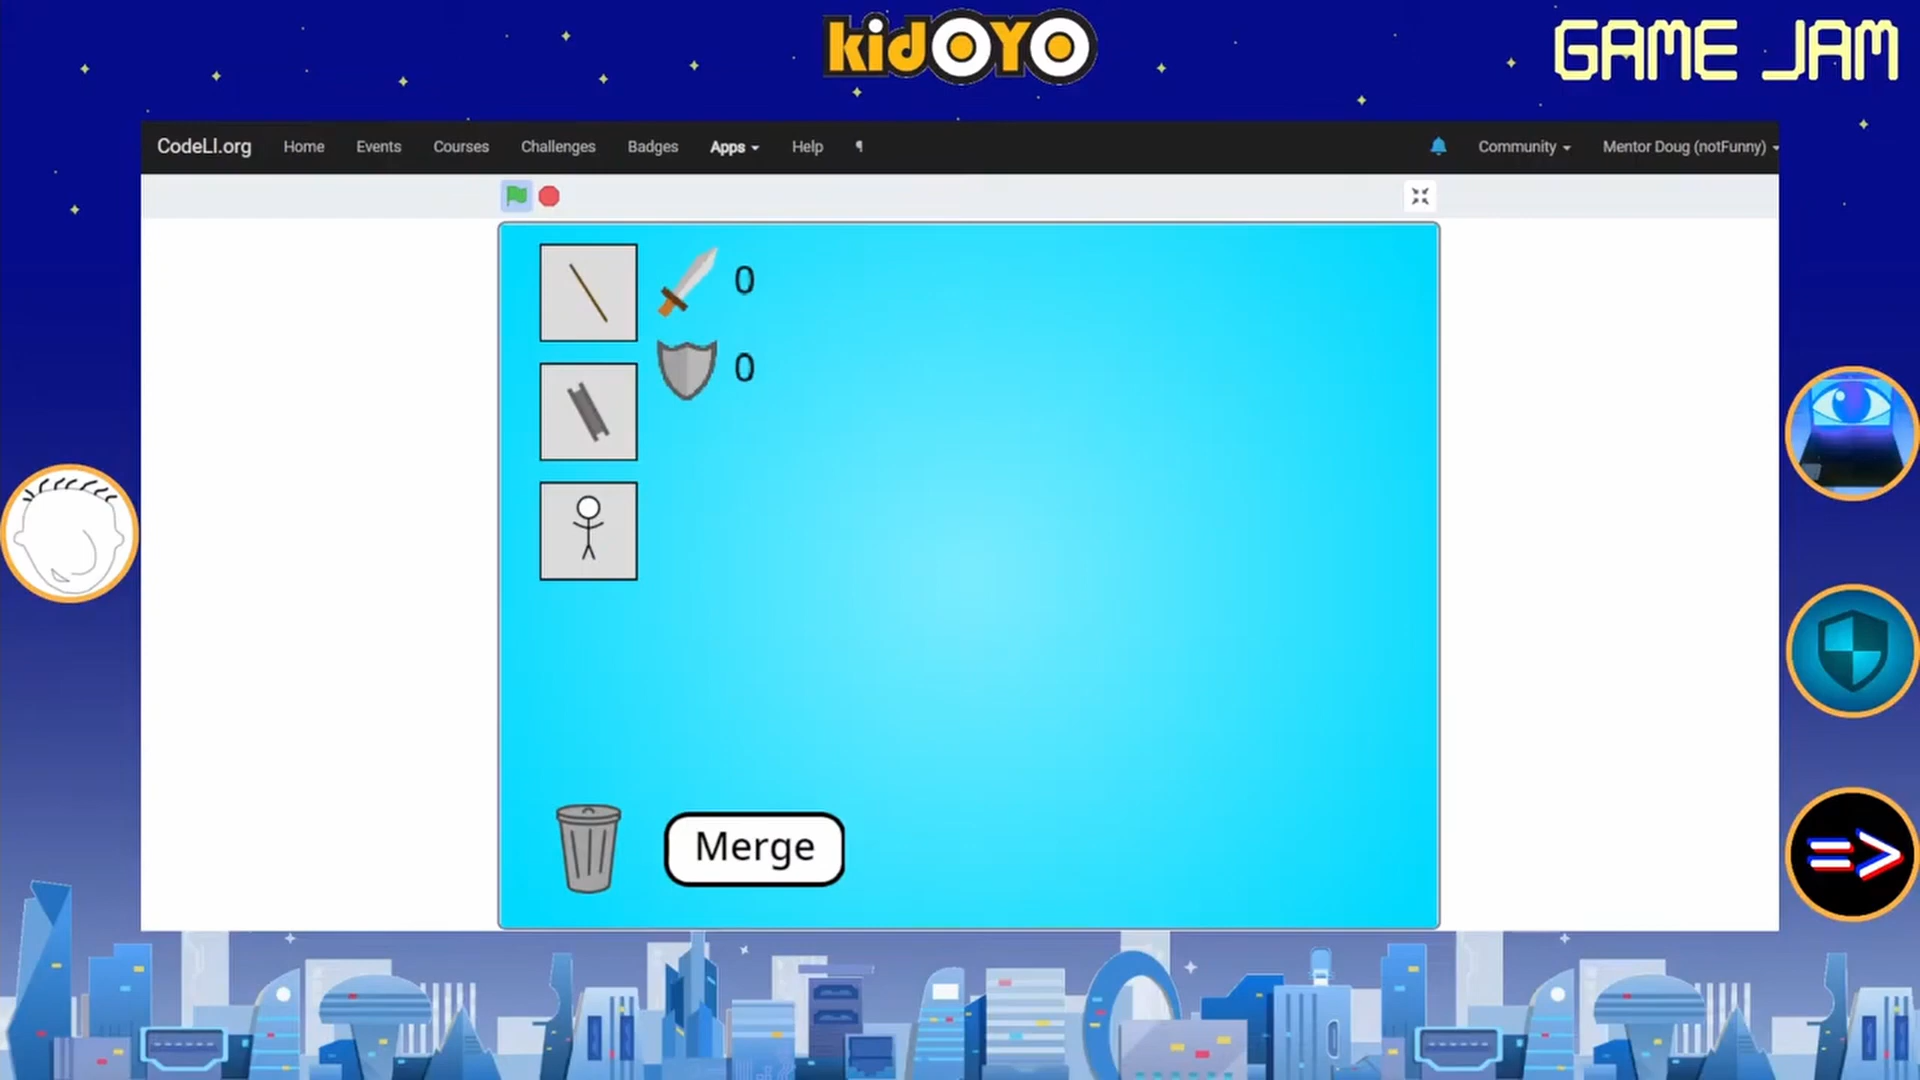 kidOYO
GAME JAM
CodeLI.org Home Events Courses Challenges Badges Apps Help ¶ Community Mentor Doug (notFunny)
0
0
Merge
=>